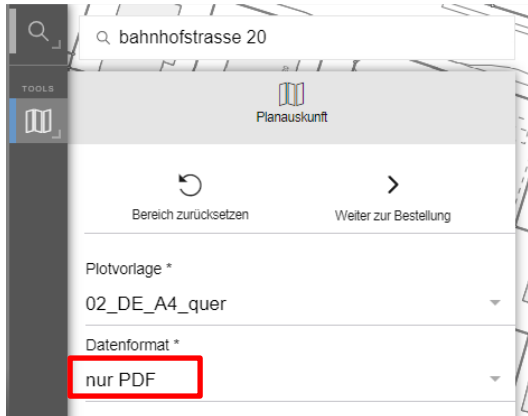 bahnhofstrasse 20
TOOLS
Planauskunft
Bereich zurücksetzen
Weiter zur Bestellung
Plotvorlage *
02_DE_A4_quer
Datenformat *
nur PDF